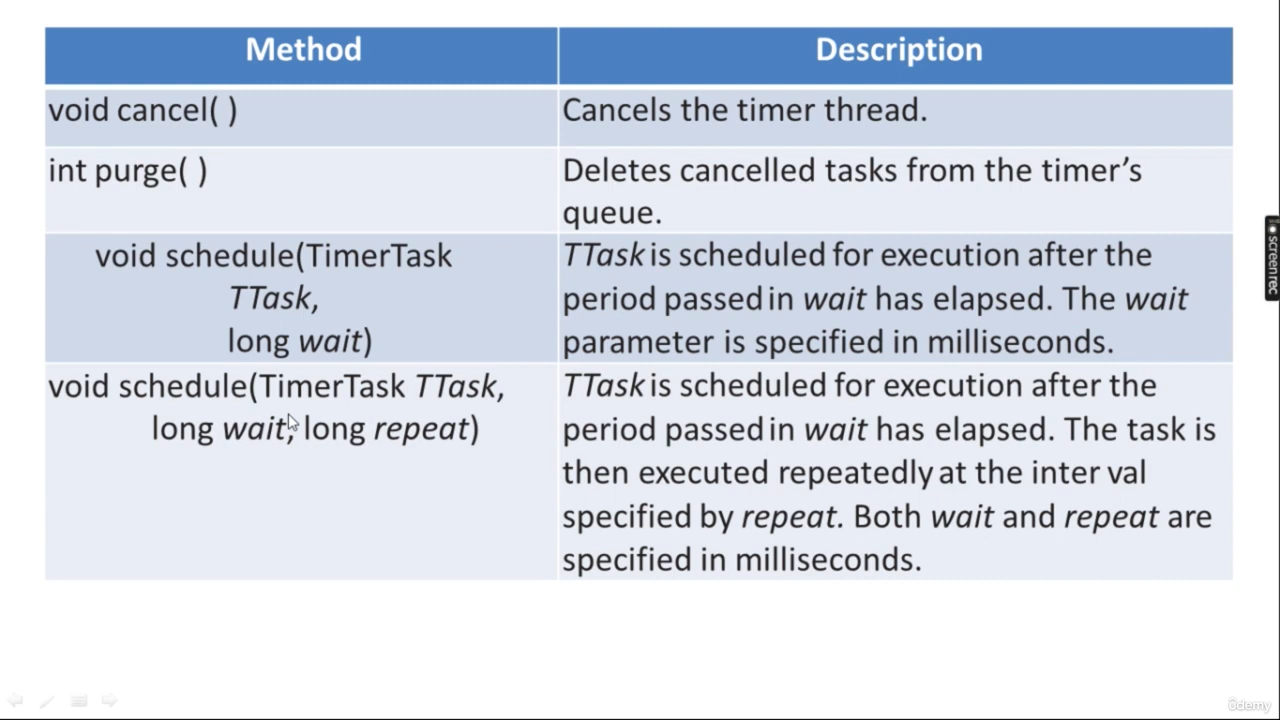 Method
Description
void cancel( )
Cancels the timer thread.
int purge( )
Deletes cancelled tasks from the timer’s
queue.
void schedule(TimerTask
TTask,
long wait)
TTask is scheduled for execution after the
period passed in wait has elapsed. The wait
parameter is specified in milliseconds.
void schedule(TimerTask TTask,
long wait, long repeat)
TTask is scheduled for execution after the
period passed in wait has elapsed. The task is
then executed repeatedly at the inter val
specified by repeat. Both wait and repeat are
specified in milliseconds.
screenrec
ûdemy